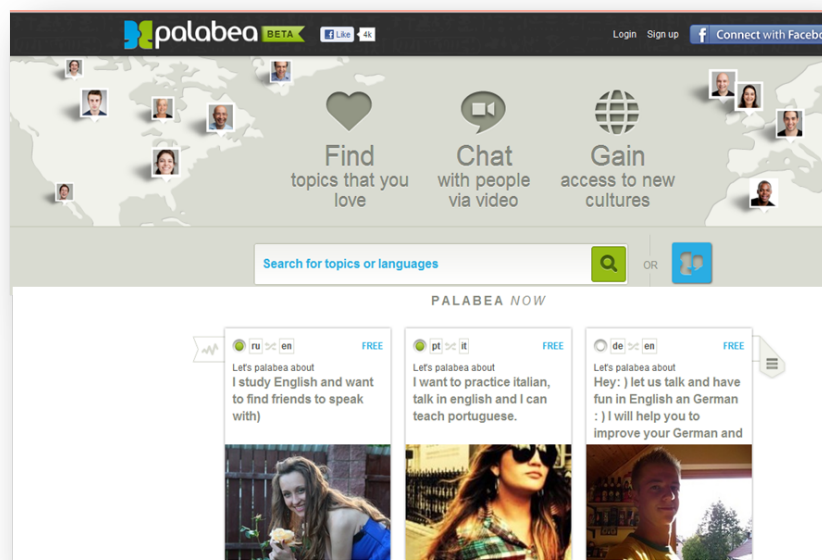 palabea BETA Like 4k Login Sign up Connect with Facebo
Find Chat Gain
topics that you with people access to new
love via video cultures
Search for topics or languages OR
PALABEA NOW
ru en FREE
Let's palabea about
I study English and want
to find friends to speak
with)
pt it FREE
Let's palabea about
I want to practice italian,
talk in english and I can
teach portuguese.
de en FREE
Let's palabea about
Hey: ) let us talk and have
fun in English an German
: ) I will help you to
improve your German and